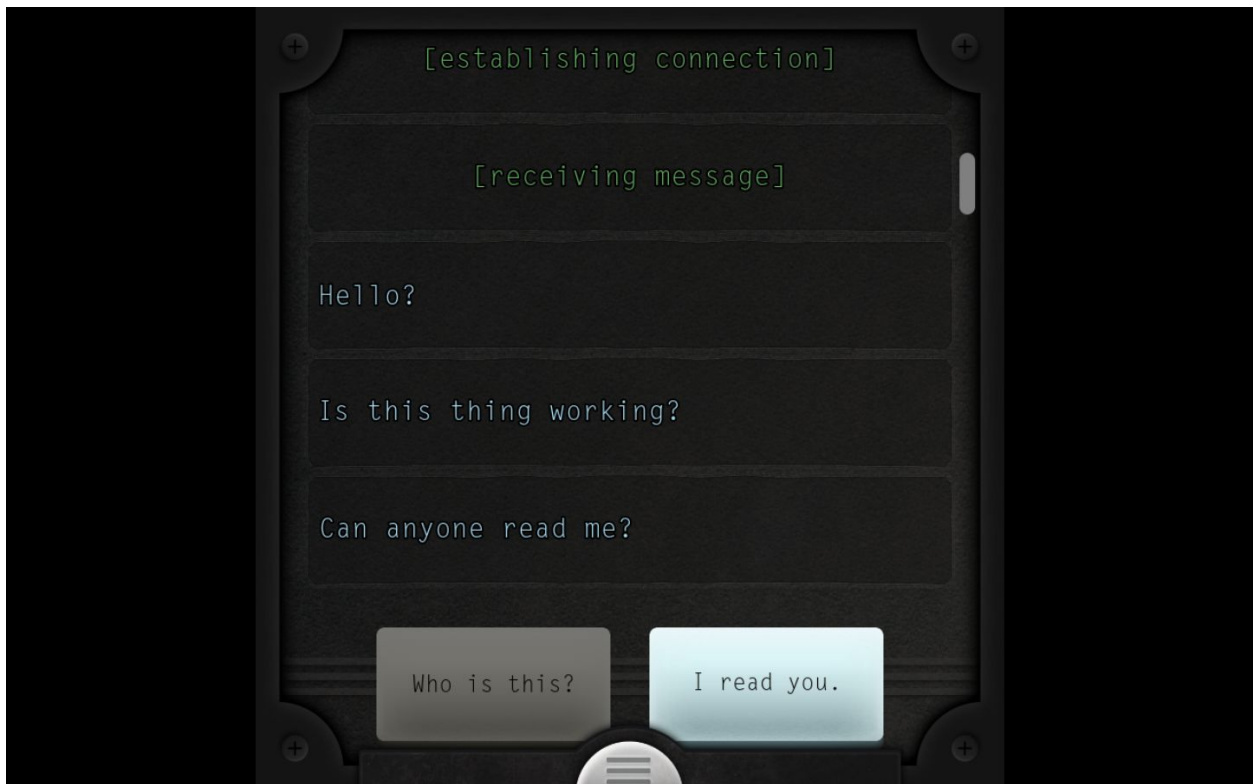 [establishing connection]
[receiving message]
Hello?
Is this thing working?
Can anyone read me?
Who is this?
I read you.